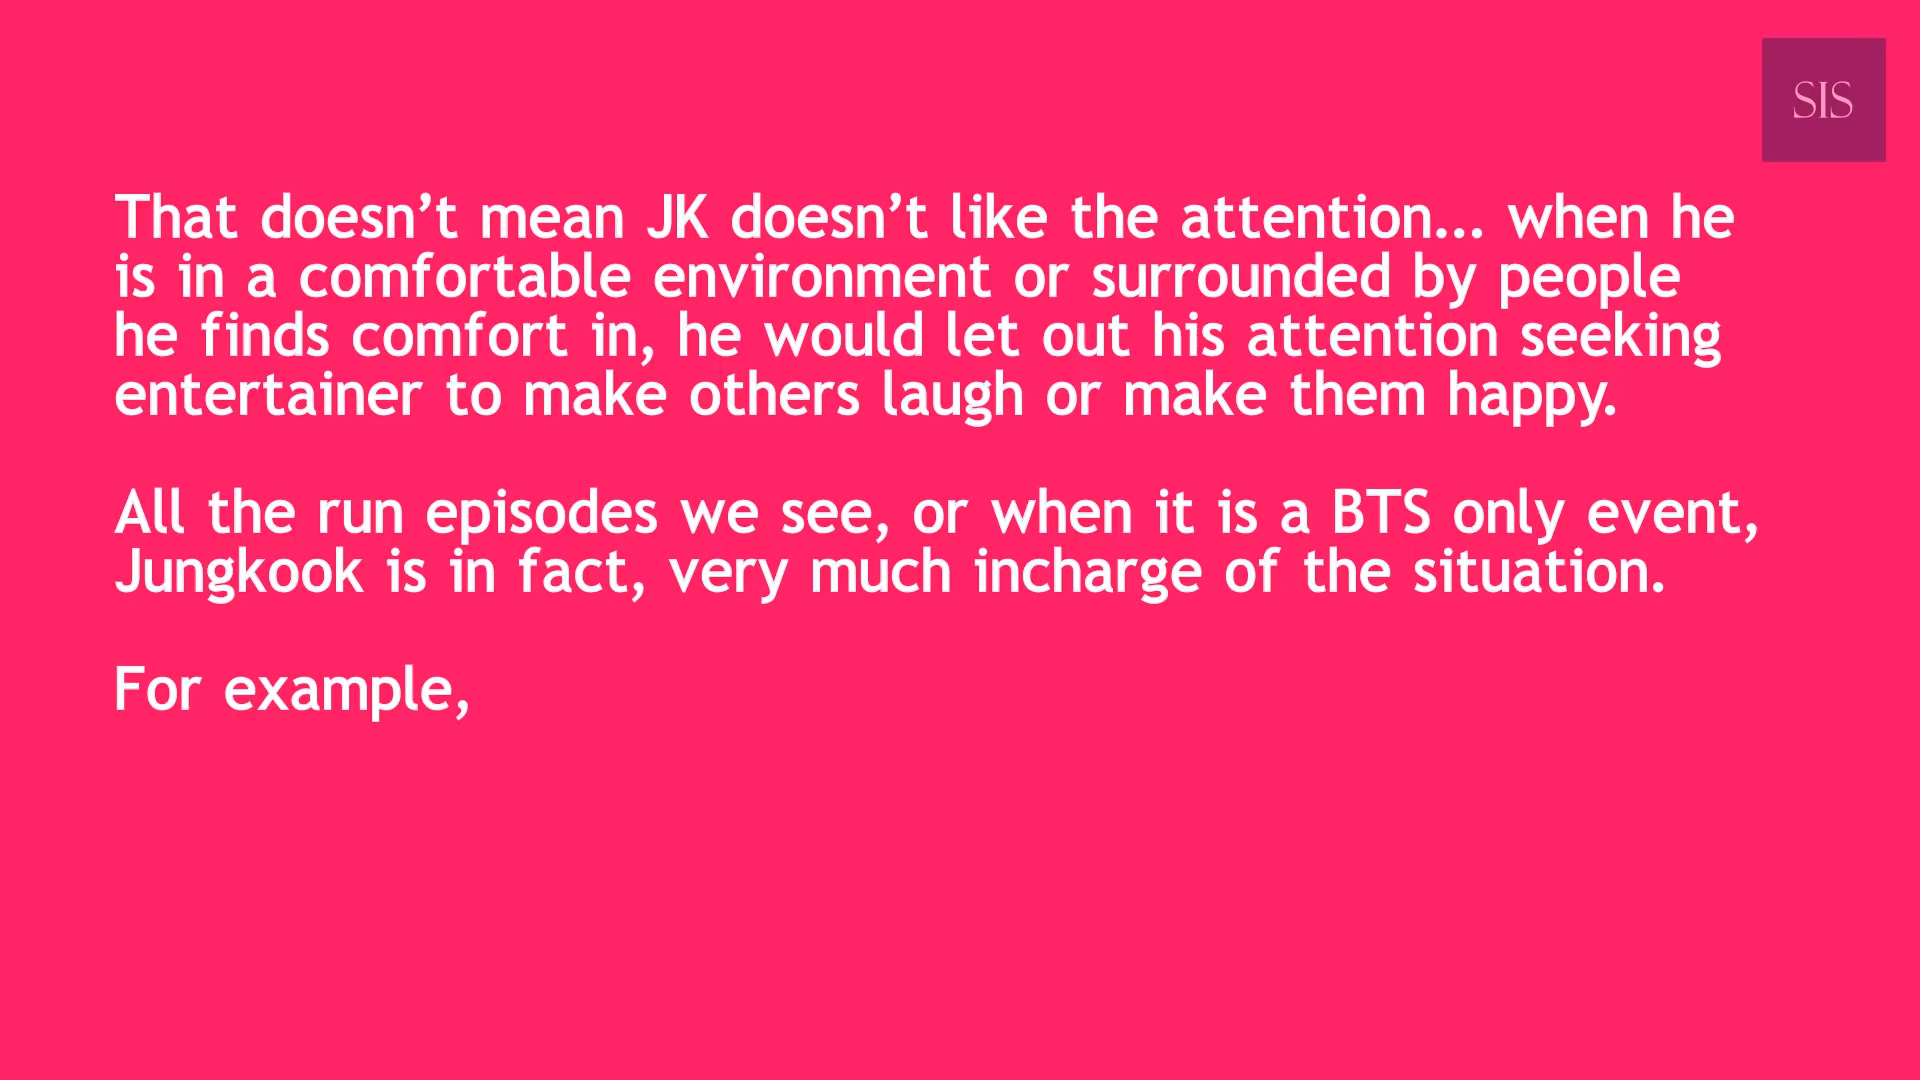 SIS
That doesn’t mean JK doesn’t like the attention... when he
is in a comfortable environment or surrounded by people
he finds comfort in, he would let out his attention seeking
entertainer to make others laugh or make them happy.
All the run episodes we see, or when it is a BTS only event,
Jungkook is in fact, very much incharge of the situation.
For example,